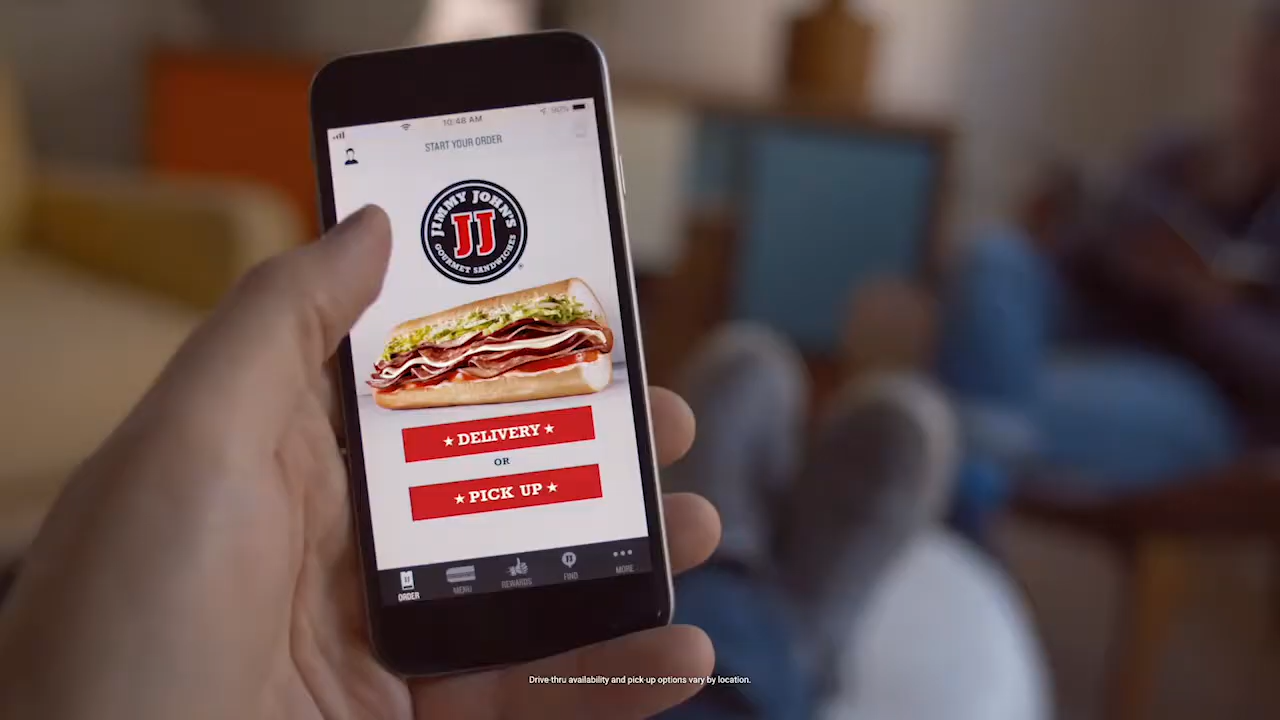 10:48 AM
START YOUR ORDER
JIMMY JOHN'S
JJ
GOURMET SANDWICHES
★ DELIVERY ★
OR
★ PICK UP ★
ORDER MENU REWARDS FIND MORE
Drive-thru availability and pick-up options vary by location.